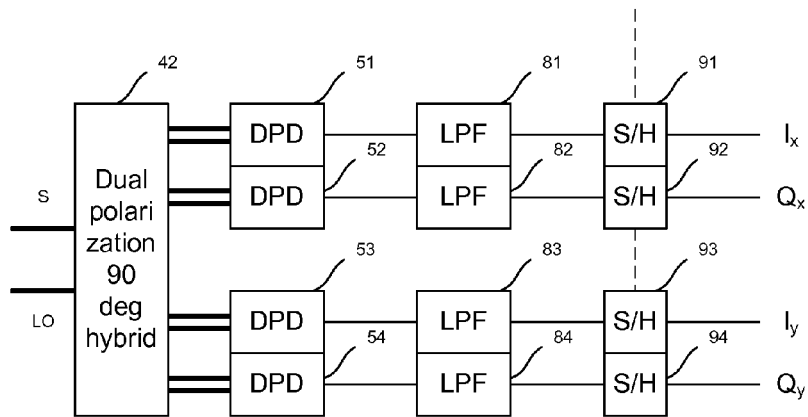 42
51
81
91
DPD
LPF
S/H
Ix
52
82
92
DPD
LPF
S/H
Qx
S
LO
Dual
polari
zation
90
deg
hybrid
53
83
93
DPD
LPF
S/H
Iy
54
84
94
DPD
LPF
S/H
Qy